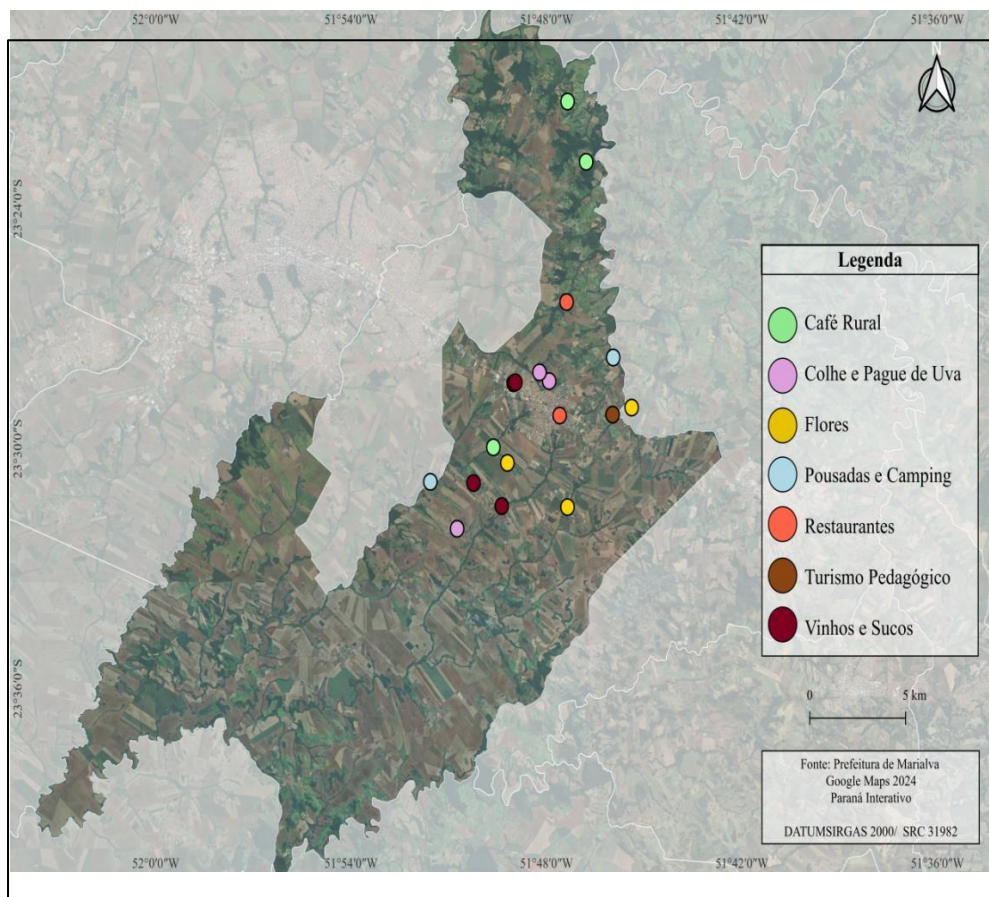 52°0'0"W 51°54'0"W 51°48'0"W 51°42'0"W 51°36'0"W
N
23°24'0"S
23°30'0"S
23°36'0"S
Legenda
Café Rural
Colhe e Pague de Uva
Flores
Pousadas e Camping
Restaurantes
Turismo Pedagógico
Vinhos e Sucos
0 5 km
Fonte: Prefeitura de Marialva
Google Maps 2024
Paraná Interativo
DATUMSIRGAS 2000/ SRC 31982
52°0'0"W 51°54'0"W 51°48'0"W 51°42'0"W 51°36'0"W